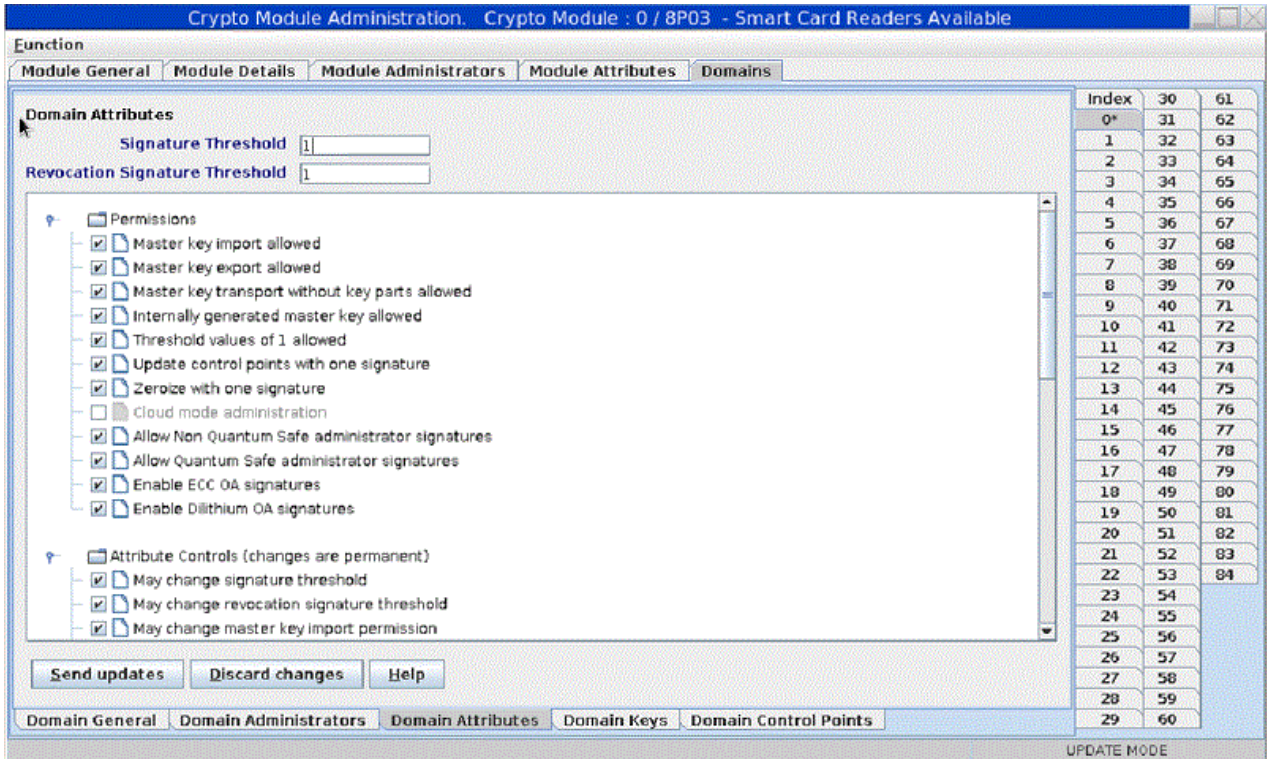 Crypto Module Administration. Crypto Module : 0 / 8P03 - Smart Card Readers Available
Function
Module General Module Details Module Administrators Module Attributes Domains
Domain Attributes
Signature Threshold 1
Revocation Signature Threshold 1
Permissions
Master key import allowed
Master key export allowed
Master key transport without key parts allowed
Internally generated master key allowed
Threshold values of 1 allowed
Update control points with one signature
Zeroize with one signature
Cloud mode administration
Allow Non Quantum Safe administrator signatures
Allow Quantum Safe administrator signatures
Enable ECC OA signatures
Enable Dilithium OA signatures
Attribute Controls (changes are permanent)
May change signature threshold
May change revocation signature threshold
May change master key import permission
Send updates Discard changes Help
Domain General Domain Administrators Domain Attributes Domain Keys Domain Control Points
Index 30 61
0* 31 62
1 32 63
2 33 64
3 34 65
4 35 66
5 36 67
6 37 68
7 38 69
8 39 70
9 40 71
10 41 72
11 42 73
12 43 74
13 44 75
14 45 76
15 46 77
16 47 78
17 48 79
18 49 80
19 50 81
20 51 82
21 52 83
22 53 84
23 54
24 55
25 56
26 57
27 58
28 59
29 60
UPDATE MODE